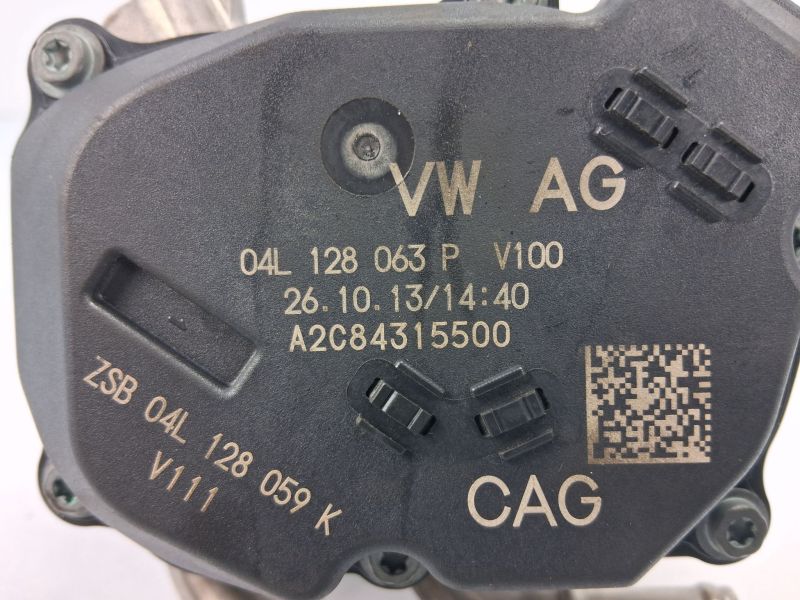 VW AG
04L 128 063 P V100
26.10.13/14:40
A2C84315500
ZSB 04L 128 059 K
V111
CAG